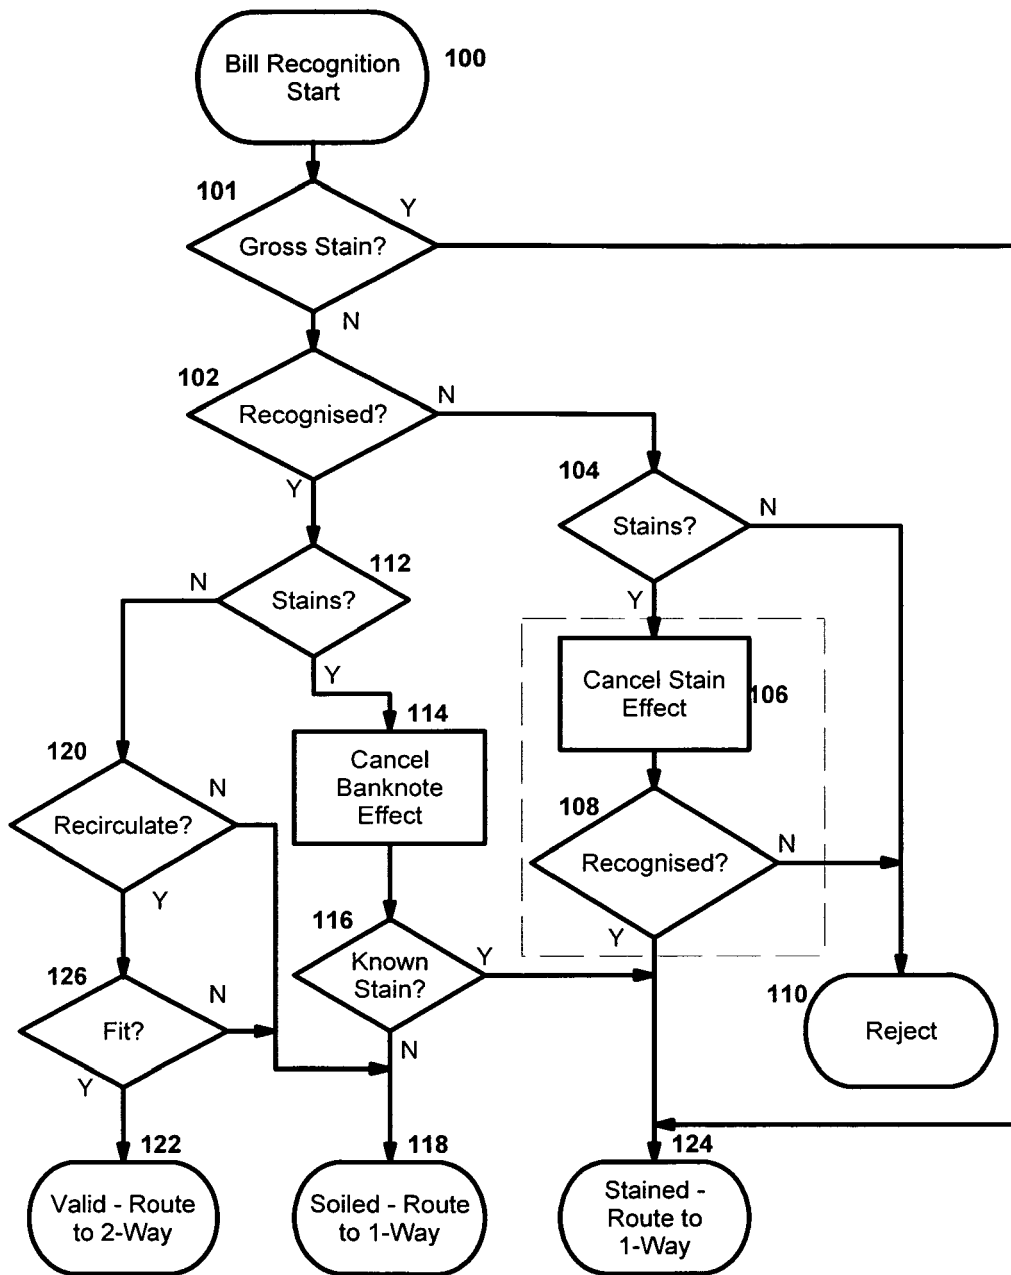 Bill Recognition
Start
100
101
Y
Gross Stain?
N
102
N
Recognised?
Y
104
N
Stains?
Y
112
N
Stains?
Y
Cancel Stain
Effect
106
114
Cancel
Banknote
Effect
120
N
Recirculate?
Y
108
N
Recognised?
Y
116
Y
Known
Stain?
N
126
N
Fit?
Y
110
Reject
122
Valid - Route
to 2-Way
118
Soiled - Route
to 1-Way
124
Stained -
Route to
1-Way